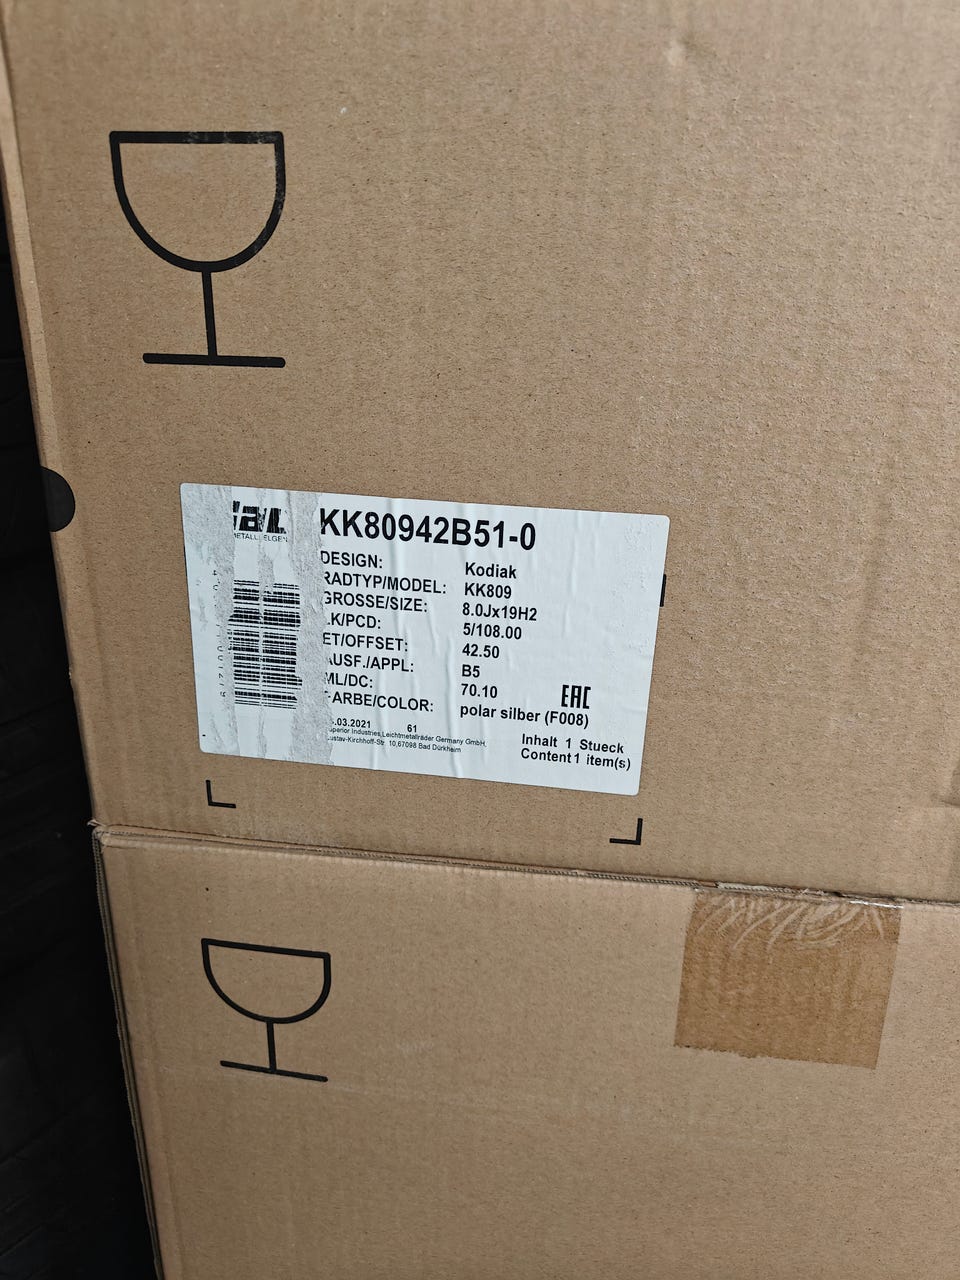 KK80942B51-0
DESIGN: Kodiak
RADTYP/MODEL: KK809
GROSSE/SIZE: 8.0Jx19H2
LK/PCD: 5/108.00
ET/OFFSET: 42.50
AUSF./APPL: B5
ML/DC: 70.10
FARBE/COLOR: polar silber (F008)
EAC
.03.2021 61
Superior Industries Leichtmetallräder Germany GmbH,
Gustav-Kirchhoff-Str. 10,67098 Bad Dürkheim
Inhalt 1 Stueck
Content 1 item(s)